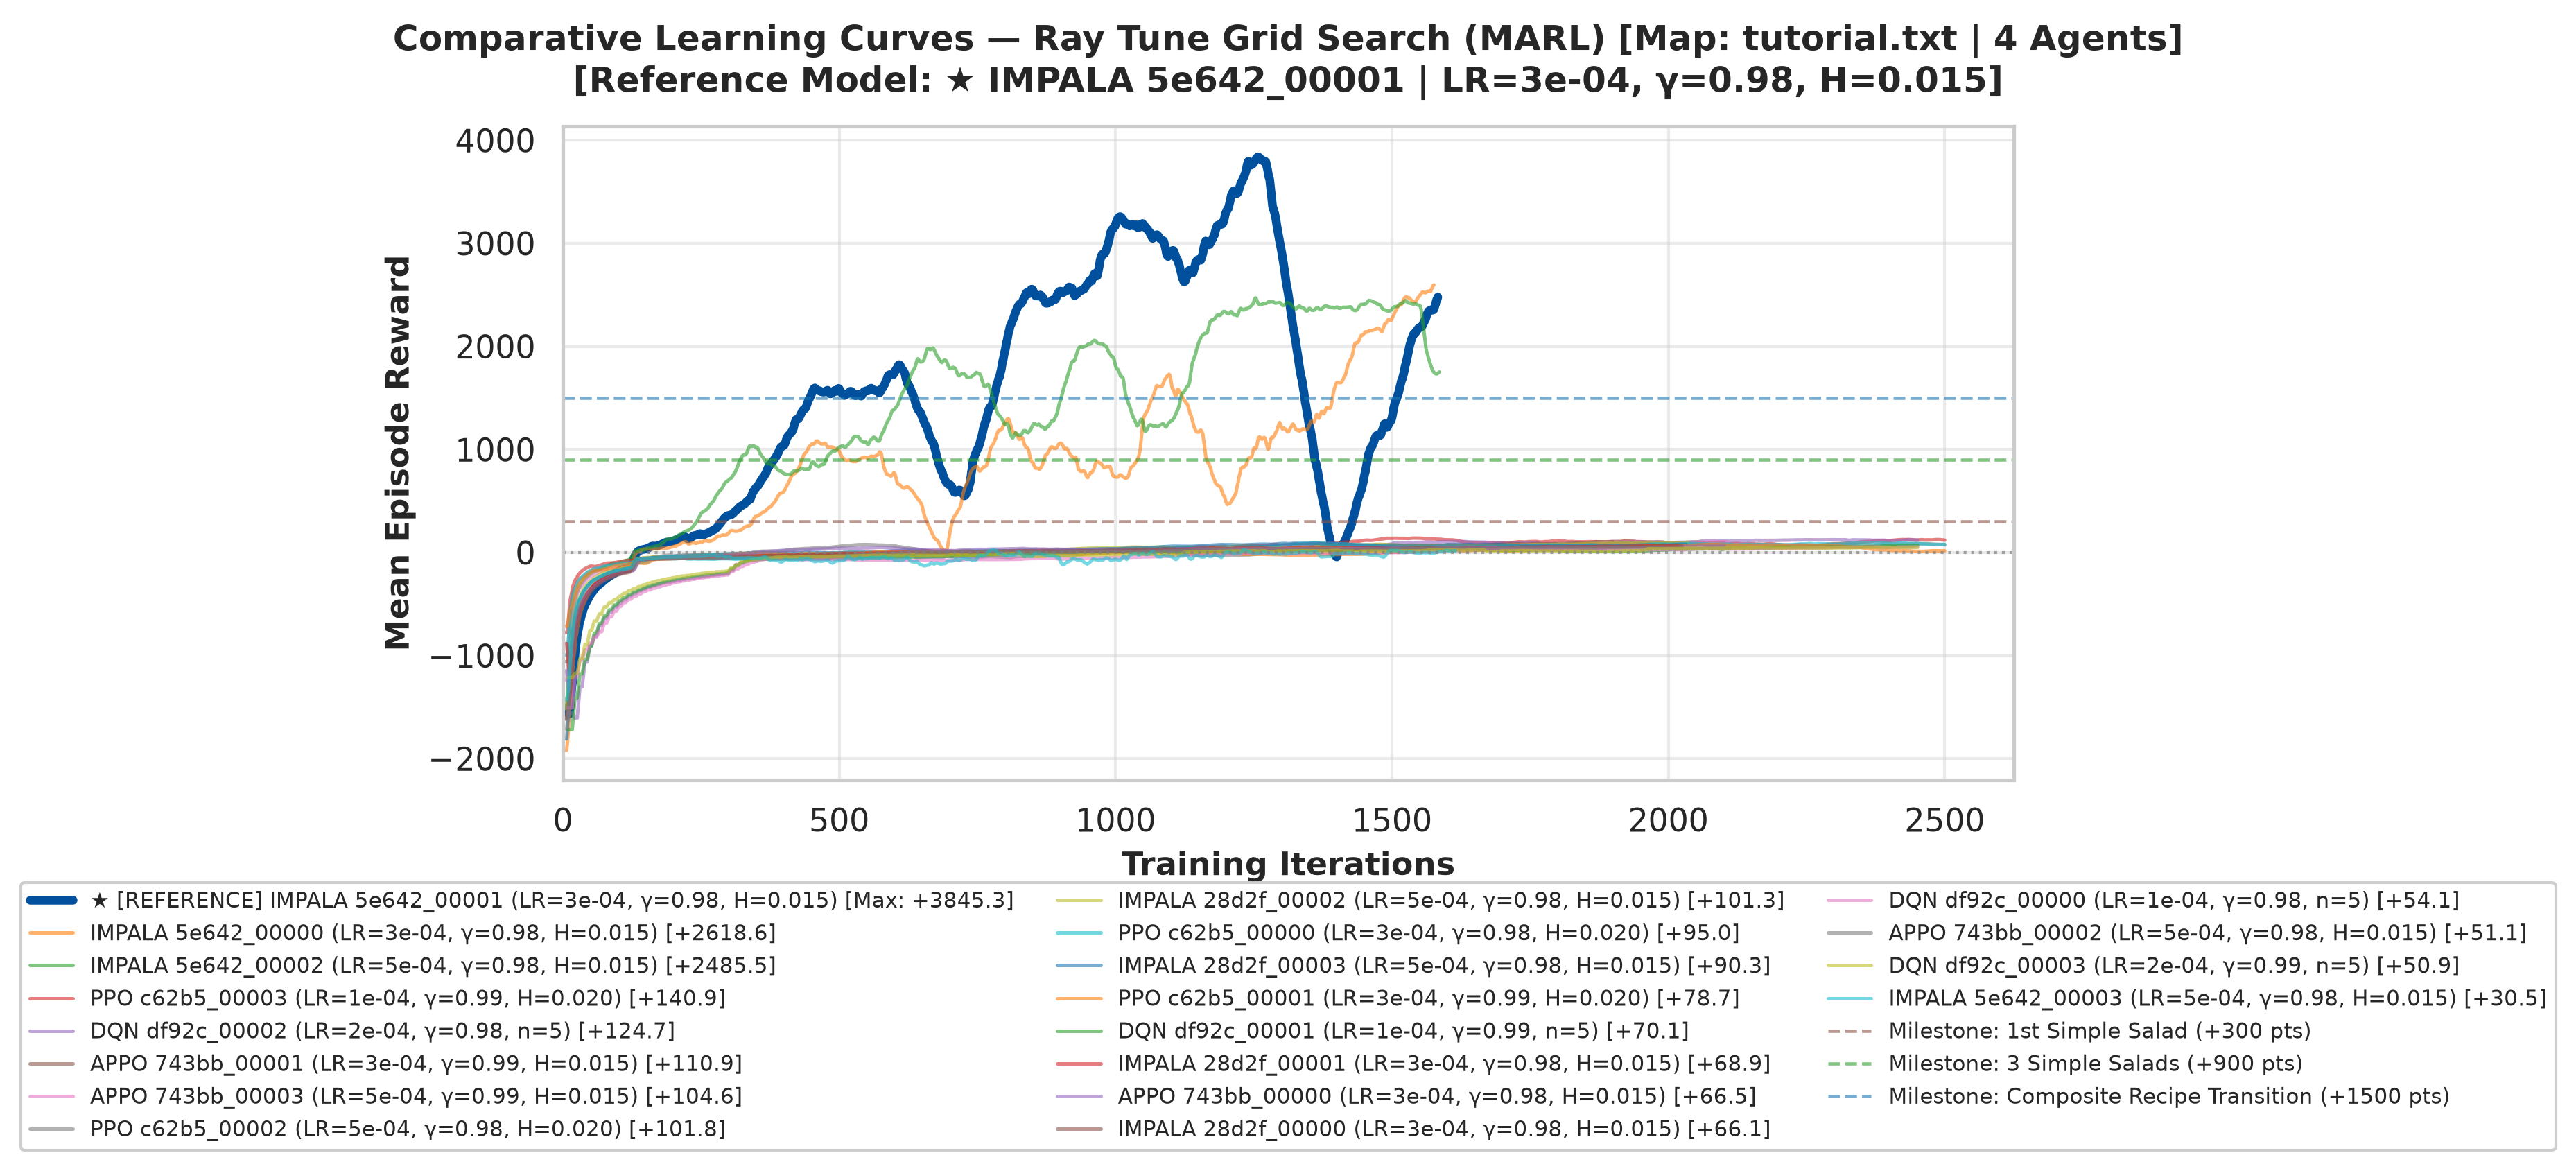 Comparative Learning Curves — Ray Tune Grid Search (MARL) [Map: tutorial.txt | 4 Agents]
[Reference Model: ★ IMPALA 5e642_00001 | LR=3e-04, γ=0.98, H=0.015]
Mean Episode Reward
4000
3000
2000
1000
0
−1000
−2000
0
500
1000
1500
2000
2500
Training Iterations
★ [REFERENCE] IMPALA 5e642_00001 (LR=3e-04, γ=0.98, H=0.015) [Max: +3845.3]
IMPALA 5e642_00000 (LR=3e-04, γ=0.98, H=0.015) [+2618.6]
IMPALA 5e642_00002 (LR=5e-04, γ=0.98, H=0.015) [+2485.5]
PPO c62b5_00003 (LR=1e-04, γ=0.99, H=0.020) [+140.9]
DQN df92c_00002 (LR=2e-04, γ=0.98, n=5) [+124.7]
APPO 743bb_00001 (LR=3e-04, γ=0.99, H=0.015) [+110.9]
APPO 743bb_00003 (LR=5e-04, γ=0.99, H=0.015) [+104.6]
PPO c62b5_00002 (LR=5e-04, γ=0.98, H=0.020) [+101.8]
IMPALA 28d2f_00002 (LR=5e-04, γ=0.98, H=0.015) [+101.3]
PPO c62b5_00000 (LR=3e-04, γ=0.98, H=0.020) [+95.0]
IMPALA 28d2f_00003 (LR=5e-04, γ=0.98, H=0.015) [+90.3]
PPO c62b5_00001 (LR=3e-04, γ=0.99, H=0.020) [+78.7]
DQN df92c_00001 (LR=1e-04, γ=0.99, n=5) [+70.1]
IMPALA 28d2f_00001 (LR=3e-04, γ=0.98, H=0.015) [+68.9]
APPO 743bb_00000 (LR=3e-04, γ=0.98, H=0.015) [+66.5]
IMPALA 28d2f_00000 (LR=3e-04, γ=0.98, H=0.015) [+66.1]
DQN df92c_00000 (LR=1e-04, γ=0.98, n=5) [+54.1]
APPO 743bb_00002 (LR=5e-04, γ=0.98, H=0.015) [+51.1]
DQN df92c_00003 (LR=2e-04, γ=0.99, n=5) [+50.9]
IMPALA 5e642_00003 (LR=5e-04, γ=0.98, H=0.015) [+30.5]
Milestone: 1st Simple Salad (+300 pts)
Milestone: 3 Simple Salads (+900 pts)
Milestone: Composite Recipe Transition (+1500 pts)